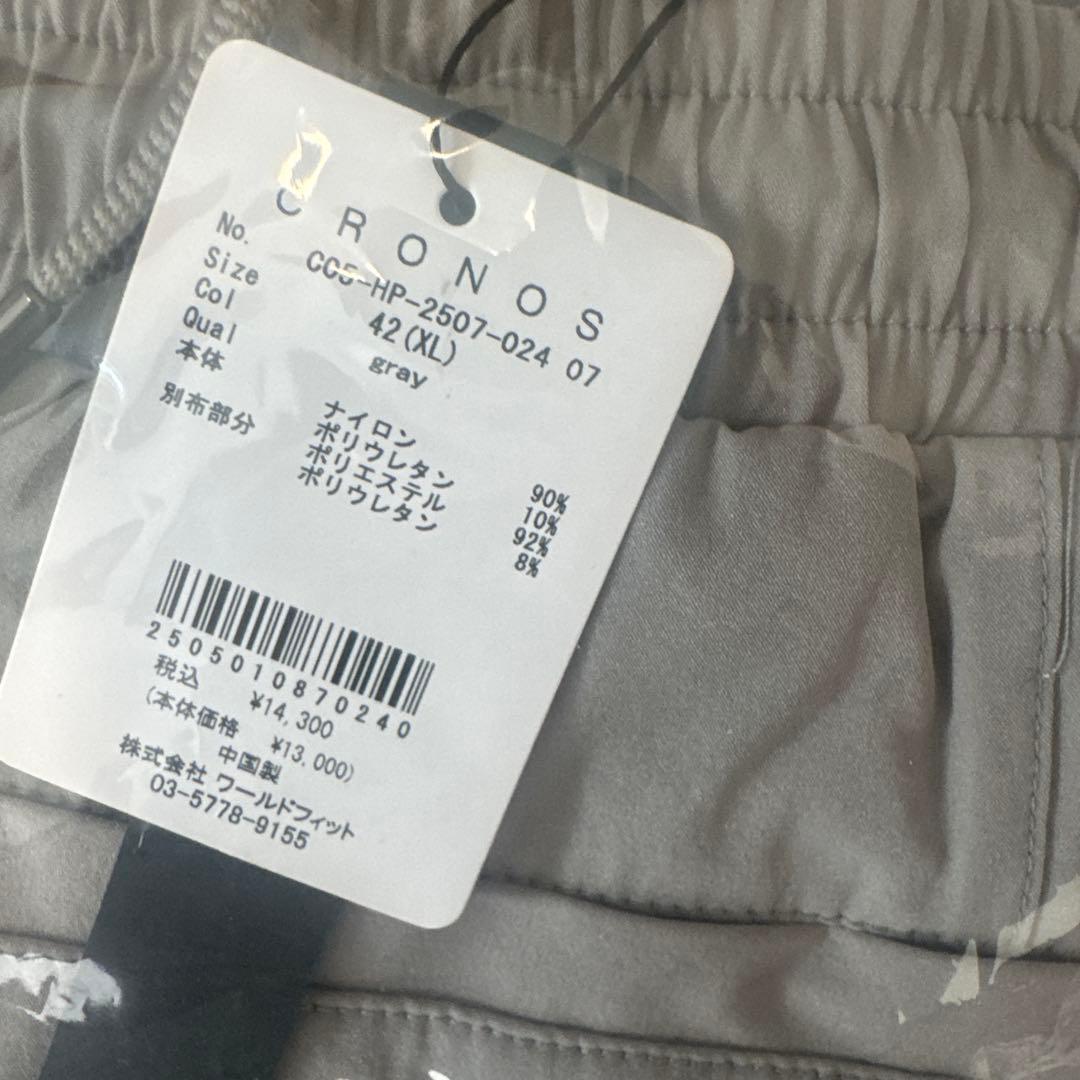 CRONOS
No. CC5-HP-2507-024 07
Size 42(XL)
Col gray
Qual
本体 ナイロン 90%
ポリウレタン 10%
別布部分 ポリエステル 92%
ポリウレタン 8%
2505010870240
税込 ¥14,300
(本体価格 ¥13,000)
中国製
株式会社 ワールドフィット
03-5778-9155